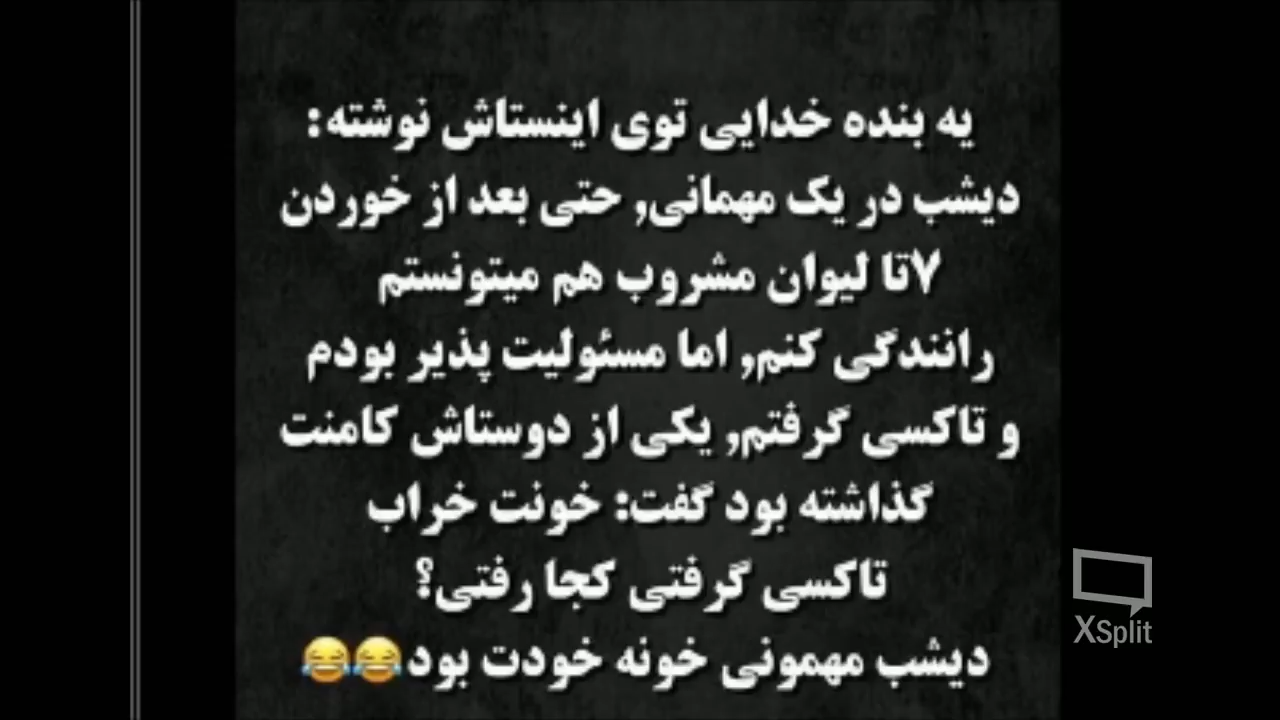 یه بنده خدایی توی اینستاش نوشته:
دیشب در یک مهمانی, حتی بعد از خوردن
۷تا لیوان مشروب هم میتونستم
رانندگی کنم, اما مسئولیت پذیر بودم
و تاکسی گرفتم, یکی از دوستاش کامنت
گذاشته بود گفت: خونت خراب
تاکسی گرفتی کجا رفتی؟
دیشب مهمونی خونه خودت بود😂😂
XSplit